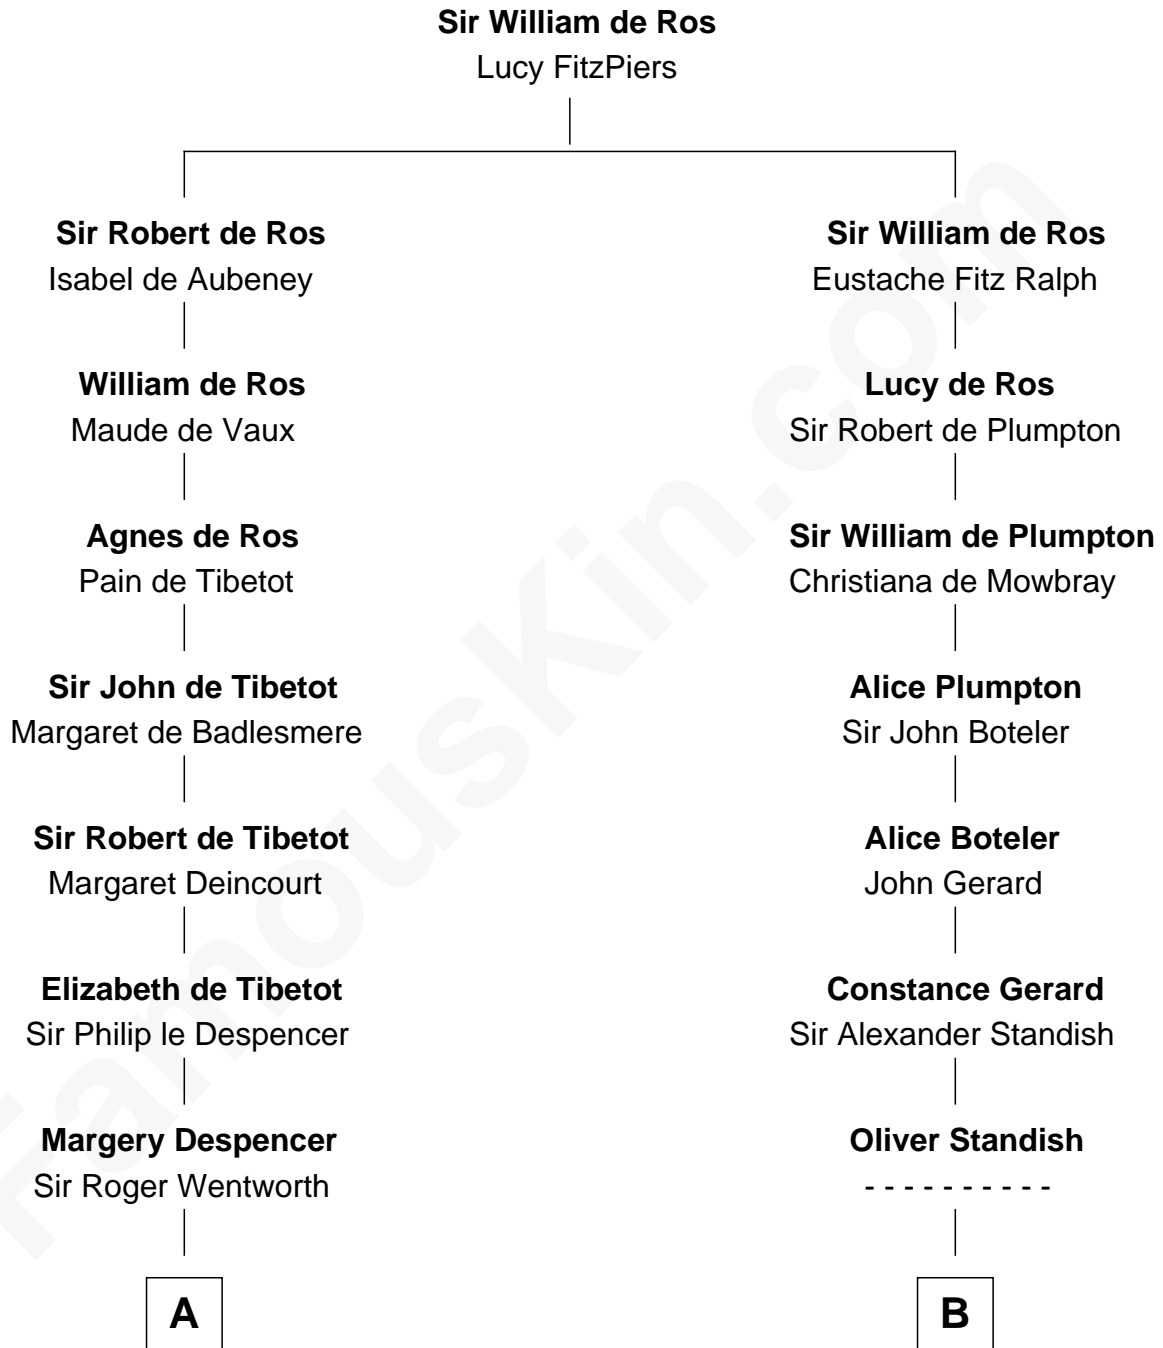 Sir William de Ros
Lucy FitzPiers
Sir Robert de Ros
Isabel de Aubeney
Sir William de Ros
Eustache Fitz Ralph
William de Ros
Maude de Vaux
Lucy de Ros
Sir Robert de Plumpton
Agnes de Ros
Pain de Tibetot
Sir William de Plumpton
Christiana de Mowbray
Sir John de Tibetot
Margaret de Badlesmere
Alice Plumpton
Sir John Boteler
Sir Robert de Tibetot
Margaret Deincourt
Alice Boteler
John Gerard
Elizabeth de Tibetot
Sir Philip le Despencer
Constance Gerard
Sir Alexander Standish
Margery Despencer
Sir Roger Wentworth
Oliver Standish
- - - - - - - - - -
A
B
FamousKin.com